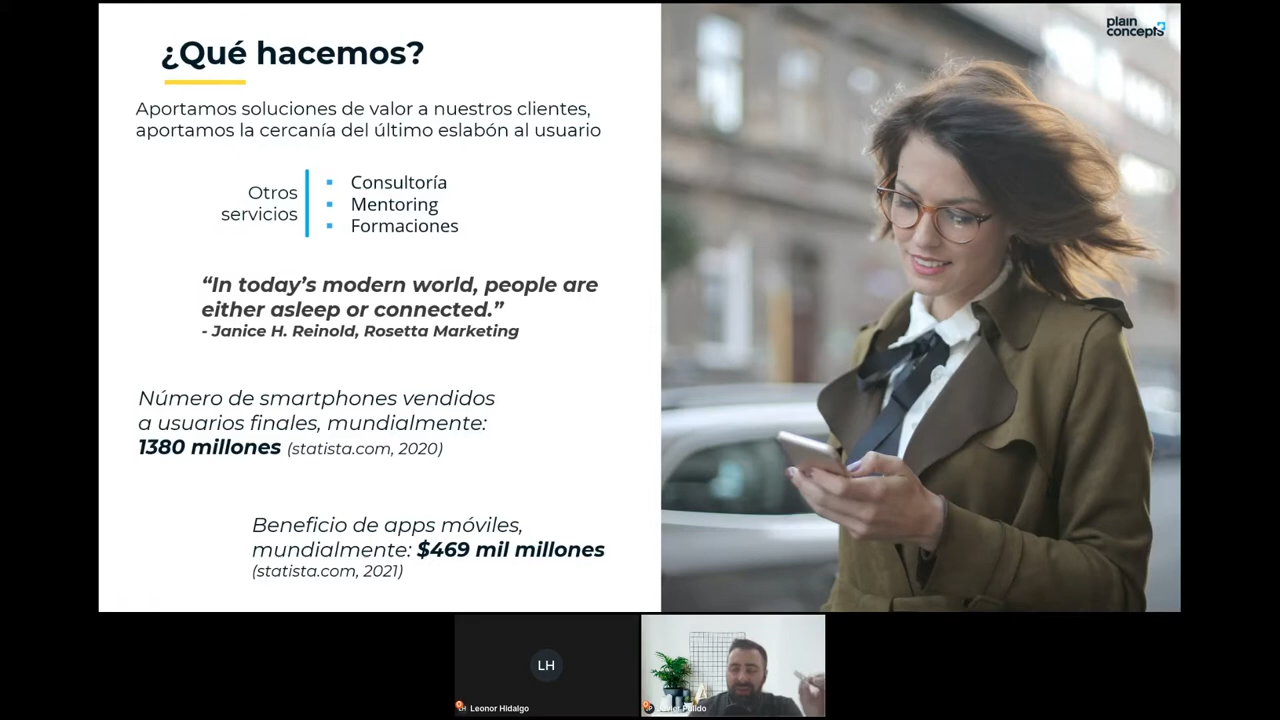 ¿Qué hacemos?
plain
concepts
Aportamos soluciones de valor a nuestros clientes,
aportamos la cercanía del último eslabón al usuario
Otros
servicios
Consultoría
Mentoring
Formaciones
“In today’s modern world, people are
either asleep or connected.”
- Janice H. Reinold, Rosetta Marketing
Número de smartphones vendidos
a usuarios finales, mundialmente:
1380 millones (statista.com, 2020)
Beneficio de apps móviles,
mundialmente: $469 mil millones
(statista.com, 2021)
LH
LH Leonor Hidalgo
Pulido